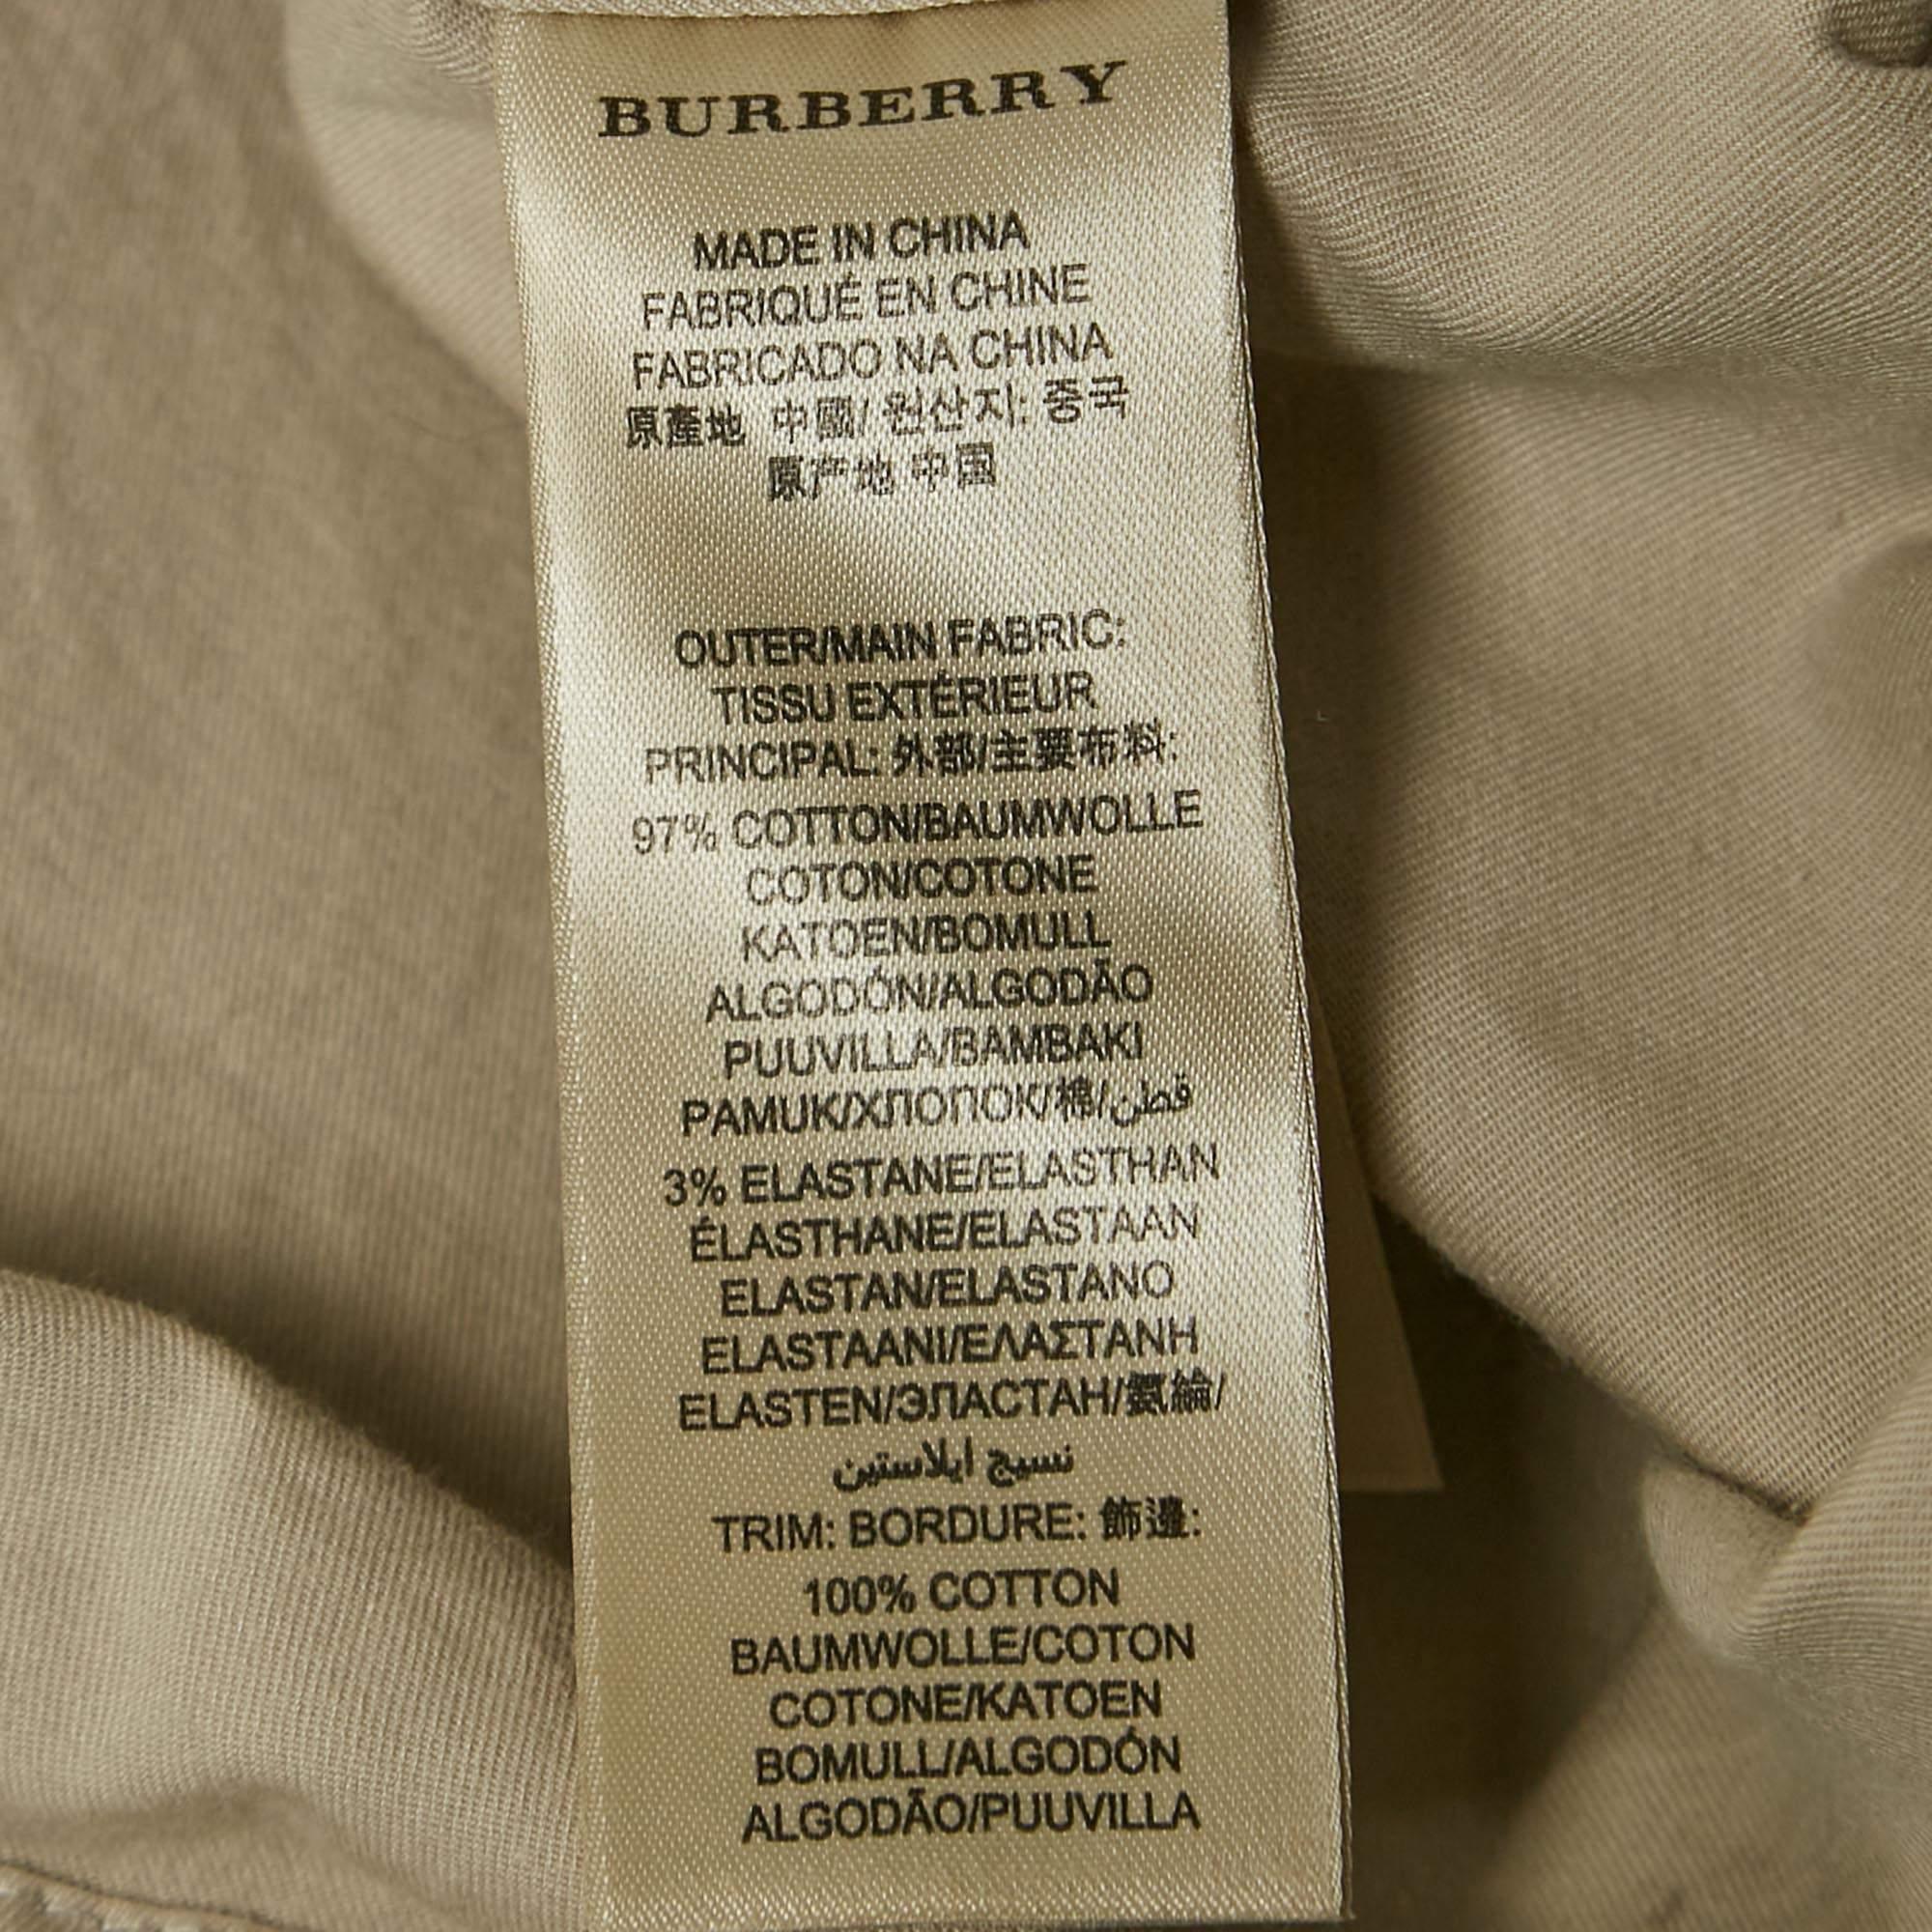 BURBERRY
MADE IN CHINA
FABRIQUÉ EN CHINE
FABRICADO NA CHINA
原產地 中國/ 원산지: 중국
原产地 中国
OUTER/MAIN FABRIC:
TISSU EXTÉRIEUR
PRINCIPAL: 外部/主要布料:
97% COTTON/BAUMWOLLE
COTON/COTONE
KATOEN/BOMULL
ALGODÓN/ALGODÃO
PUUVILLA/BAMBAKI
PAMUK/ХЛОПОК/棉/قطن
3% ELASTANE/ELASTHAN
ÉLASTHANE/ELASTAAN
ELASTAN/ELASTANO
ELASTAANI/ΕΛΑΣΤΑΝΗ
ELASTEN/ЭЛАСТАН/氨綸/
نسيج ايلاستين
TRIM: BORDURE: 飾邊:
100% COTTON
BAUMWOLLE/COTON
COTONE/KATOEN
BOMULL/ALGODÓN
ALGODÃO/PUUVILLA